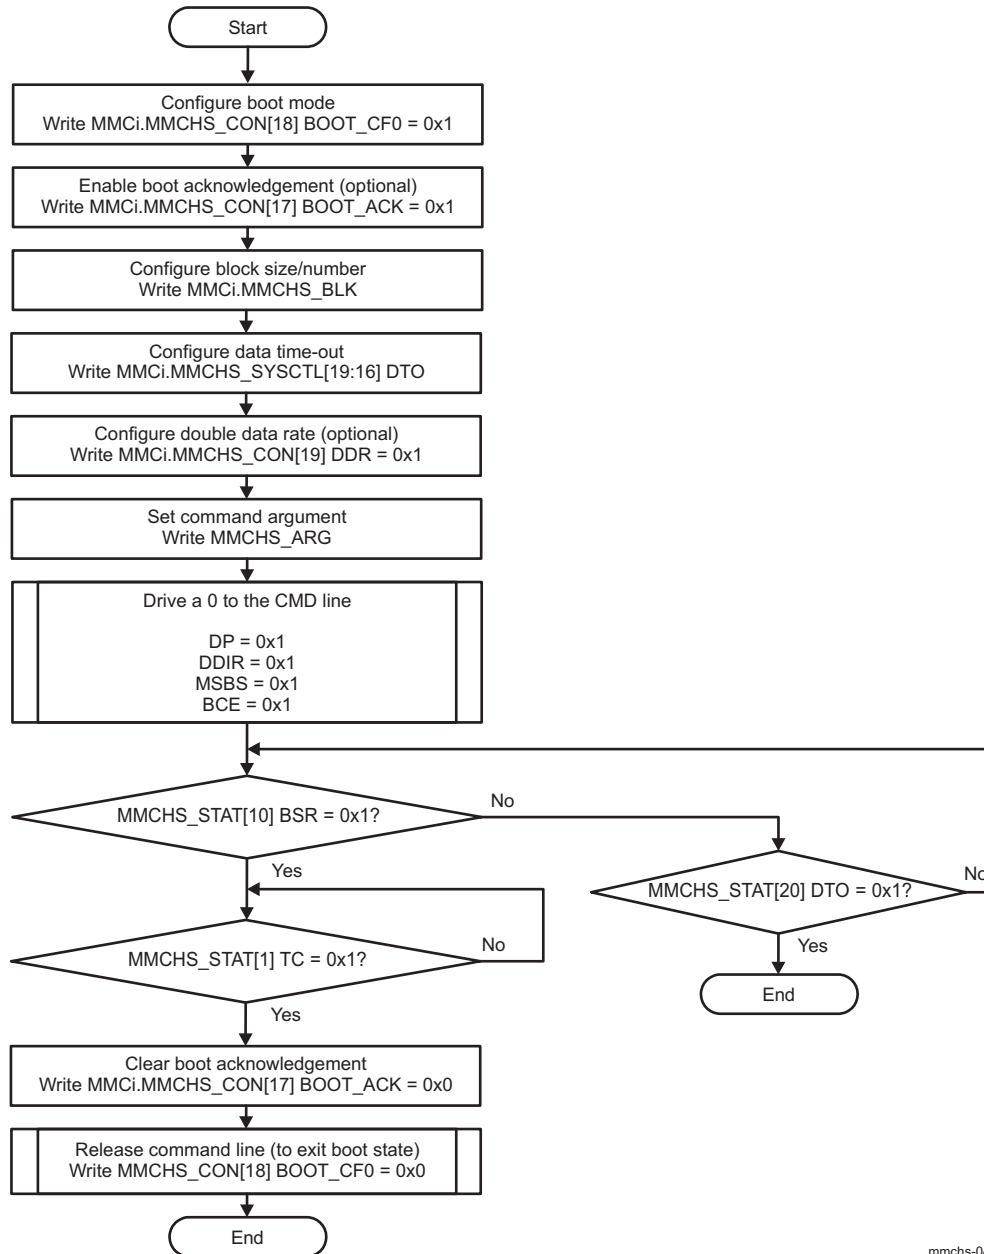 Start
Configure boot mode
Write MMCi.MMCHS_CON[18] BOOT_CF0 = 0x1
Enable boot acknowledgement (optional)
Write MMCi.MMCHS_CON[17] BOOT_ACK = 0x1
Configure block size/number
Write MMCi.MMCHS_BLK
Configure data time-out
Write MMCi.MMCHS_SYSCTL[19:16] DTO
Configure double data rate (optional)
Write MMCi.MMCHS_CON[19] DDR = 0x1
Set command argument
Write MMCHS_ARG
Drive a 0 to the CMD line
DP = 0x1
DDIR = 0x1
MSBS = 0x1
BCE = 0x1
MMCHS_STAT[10] BSR = 0x1?
No
Yes
MMCHS_STAT[20] DTO = 0x1?
No
Yes
End
MMCHS_STAT[1] TC = 0x1?
No
Yes
Clear boot acknowledgement
Write MMCi.MMCHS_CON[17] BOOT_ACK = 0x0
Release command line (to exit boot state)
Write MMCHS_CON[18] BOOT_CF0 = 0x0
End